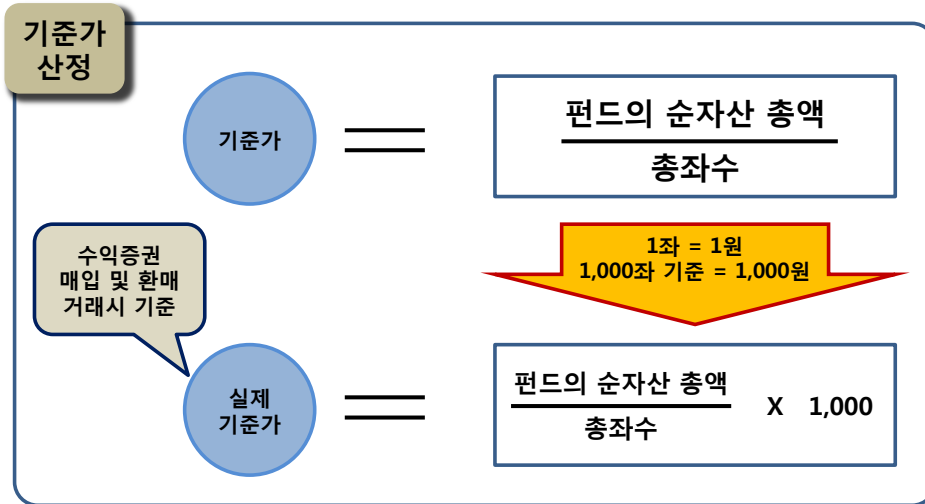 기준가
산정
기준가
펀드의 순자산 총액
총좌수
1좌 = 1원
1,000좌 기준 = 1,000원
수익증권
매입 및 환매
거래시 기준
실제
기준가
펀드의 순자산 총액
총좌수
X 1,000